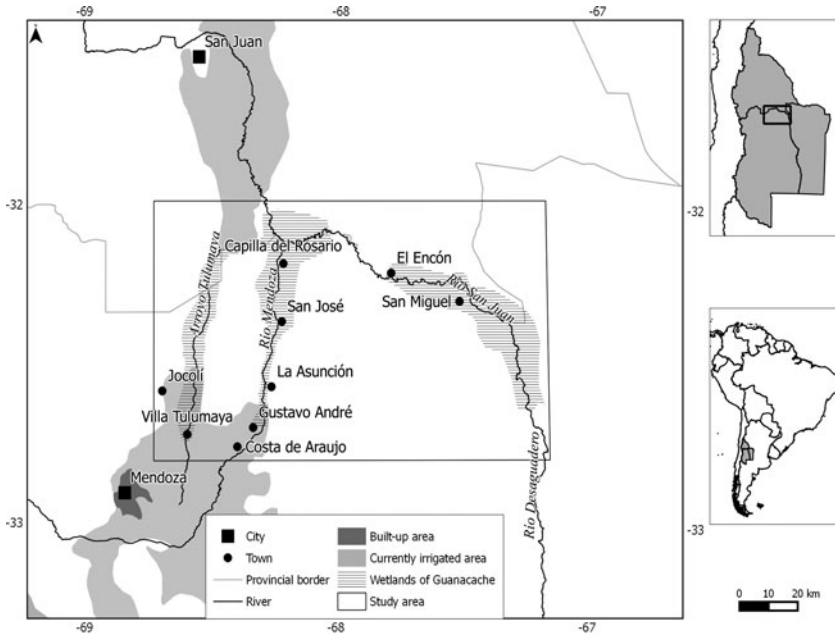 -69
-68
-67
San Juan
-32
-32
Capilla del Rosario
El Encón
Arroyo Tulumaya
Río Mendoza
San José
San Miguel
Río San Juan
Jocolí
La Asunción
Villa Tulumaya
Gustavo André
Costa de Araujo
Mendoza
Río Desaguadero
-33
-33
City
Built-up area
Town
Currently irrigated area
Provincial border
Wetlands of Guanacache
River
Study area
-69
-68
-67
0 10 20 km